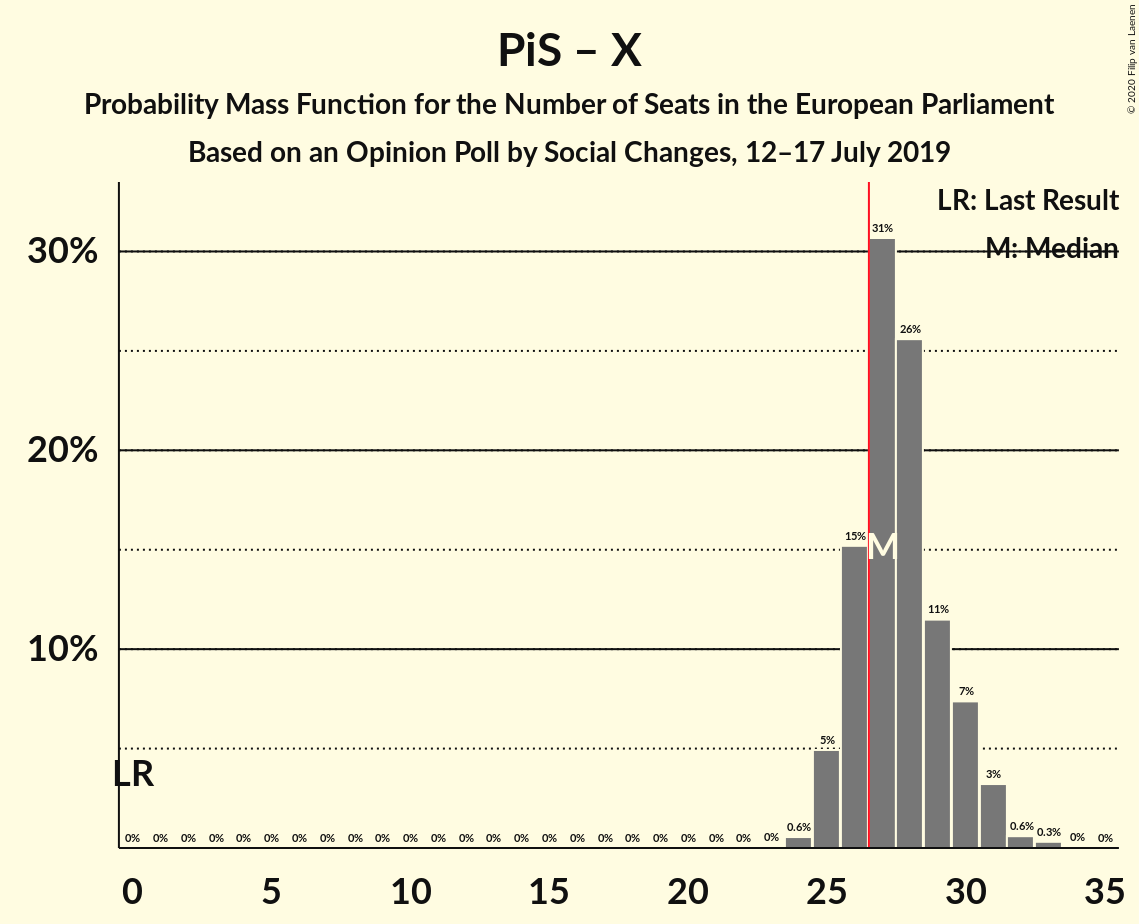 PiS – X
Probability Mass Function for the Number of Seats in the European Parliament
Based on an Opinion Poll by Social Changes, 12–17 July 2019
© 2020 Filip van Laenen
LR: Last Result
M: Median
30%
20%
10%
31%
26%
15%
M
11%
7%
5%
LR
3%
0% 0% 0% 0% 0% 0% 0% 0% 0% 0% 0% 0% 0% 0% 0% 0% 0% 0% 0% 0% 0% 0% 0% 0% 0.6% 0.6% 0.3% 0% 0%
0 5 10 15 20 25 30 35